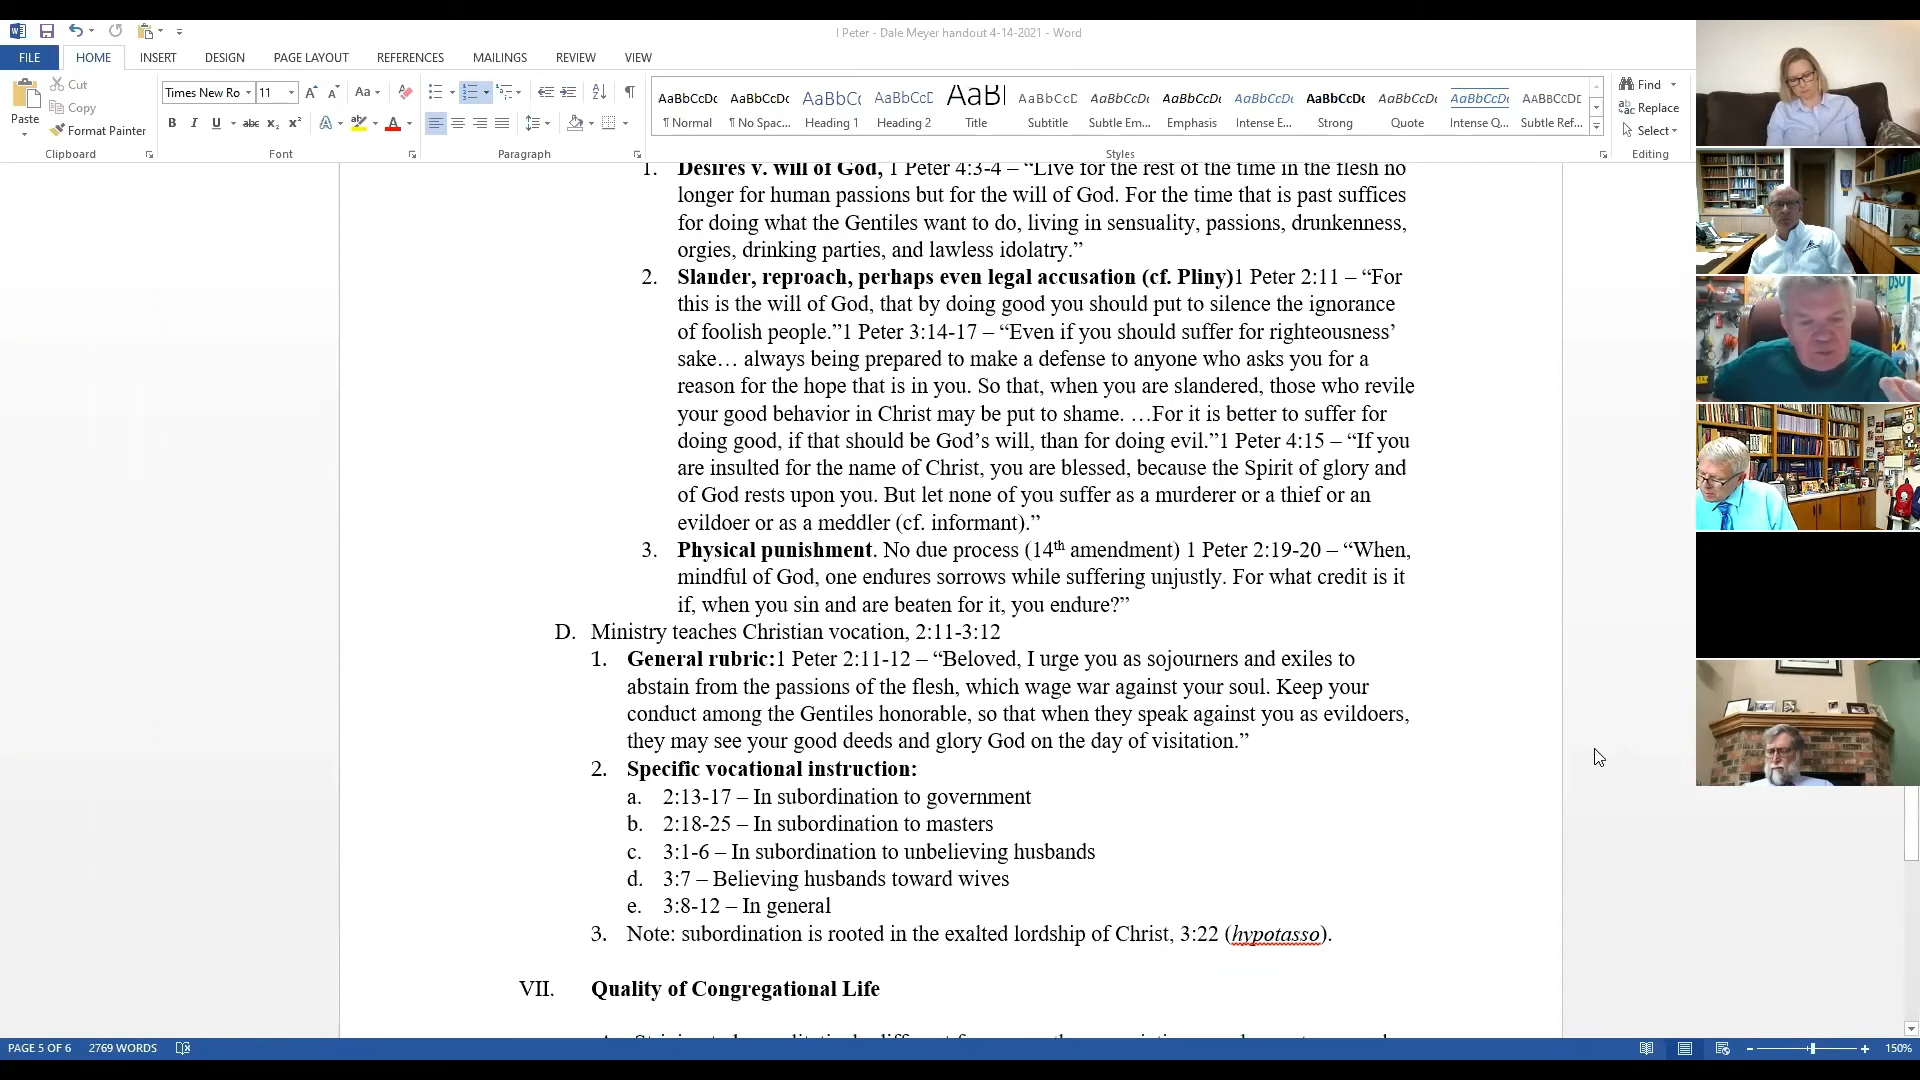 I Peter - Dale Meyer handout 4-14-2021 - Word
FILE HOME INSERT DESIGN PAGE LAYOUT REFERENCES MAILINGS REVIEW VIEW
Paste
Cut
Copy
Format Painter
Clipboard
Times New Ro 11
Font
Paragraph
AaBbCcDc AaBbCcDc AaBbCc AaBbCcD AaBl AaBbCcD AaBbCcDc AaBbCcDc AaBbCcDc AaBbCcDc AaBbCcDc AaBbCcDc AaBbCcDc
¶ Normal ¶ No Spac... Heading 1 Heading 2 Title Subtitle Subtle Em... Emphasis Intense E... Strong Quote Intense Q... Subtle Ref...
Styles
Find
Replace
Select
Editing
1. Desires v. will of God, 1 Peter 4:3-4 – “Live for the rest of the time in the flesh no
longer for human passions but for the will of God. For the time that is past suffices
for doing what the Gentiles want to do, living in sensuality, passions, drunkenness,
orgies, drinking parties, and lawless idolatry.”
2. Slander, reproach, perhaps even legal accusation (cf. Pliny)1 Peter 2:11 – “For
this is the will of God, that by doing good you should put to silence the ignorance
of foolish people.”1 Peter 3:14-17 – “Even if you should suffer for righteousness’
sake… always being prepared to make a defense to anyone who asks you for a
reason for the hope that is in you. So that, when you are slandered, those who revile
your good behavior in Christ may be put to shame. …For it is better to suffer for
doing good, if that should be God’s will, than for doing evil.”1 Peter 4:15 – “If you
are insulted for the name of Christ, you are blessed, because the Spirit of glory and
of God rests upon you. But let none of you suffer as a murderer or a thief or an
evildoer or as a meddler (cf. informant).”
3. Physical punishment. No due process (14th amendment) 1 Peter 2:19-20 – “When,
mindful of God, one endures sorrows while suffering unjustly. For what credit is it
if, when you sin and are beaten for it, you endure?”
D. Ministry teaches Christian vocation, 2:11-3:12
1. General rubric:1 Peter 2:11-12 – “Beloved, I urge you as sojourners and exiles to
abstain from the passions of the flesh, which wage war against your soul. Keep your
conduct among the Gentiles honorable, so that when they speak against you as evildoers,
they may see your good deeds and glory God on the day of visitation.”
2. Specific vocational instruction:
a. 2:13-17 – In subordination to government
b. 2:18-25 – In subordination to masters
c. 3:1-6 – In subordination to unbelieving husbands
d. 3:7 – Believing husbands toward wives
e. 3:8-12 – In general
3. Note: subordination is rooted in the exalted lordship of Christ, 3:22 (hypotasso).
VII. Quality of Congregational Life
PAGE 5 OF 6 2769 WORDS 150%